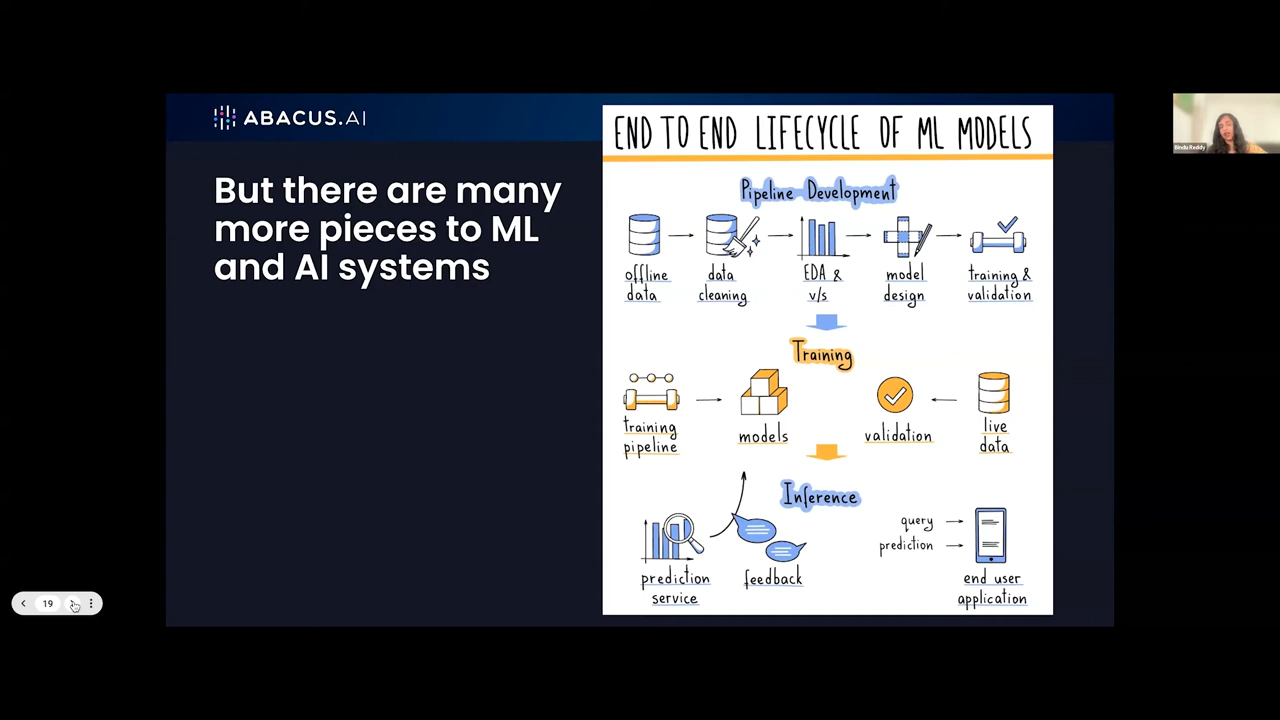 ABACUS.AI
But there are many
more pieces to ML
and AI systems
END TO END LIFECYCLE OF ML MODELS
Pipeline Development
offline
data
data
cleaning
EDA &
v/s
model
design
training &
validation
Training
training
pipeline
models
validation
live
data
Inference
prediction
service
feedback
query
prediction
end user
application
19
Bindu Reddy